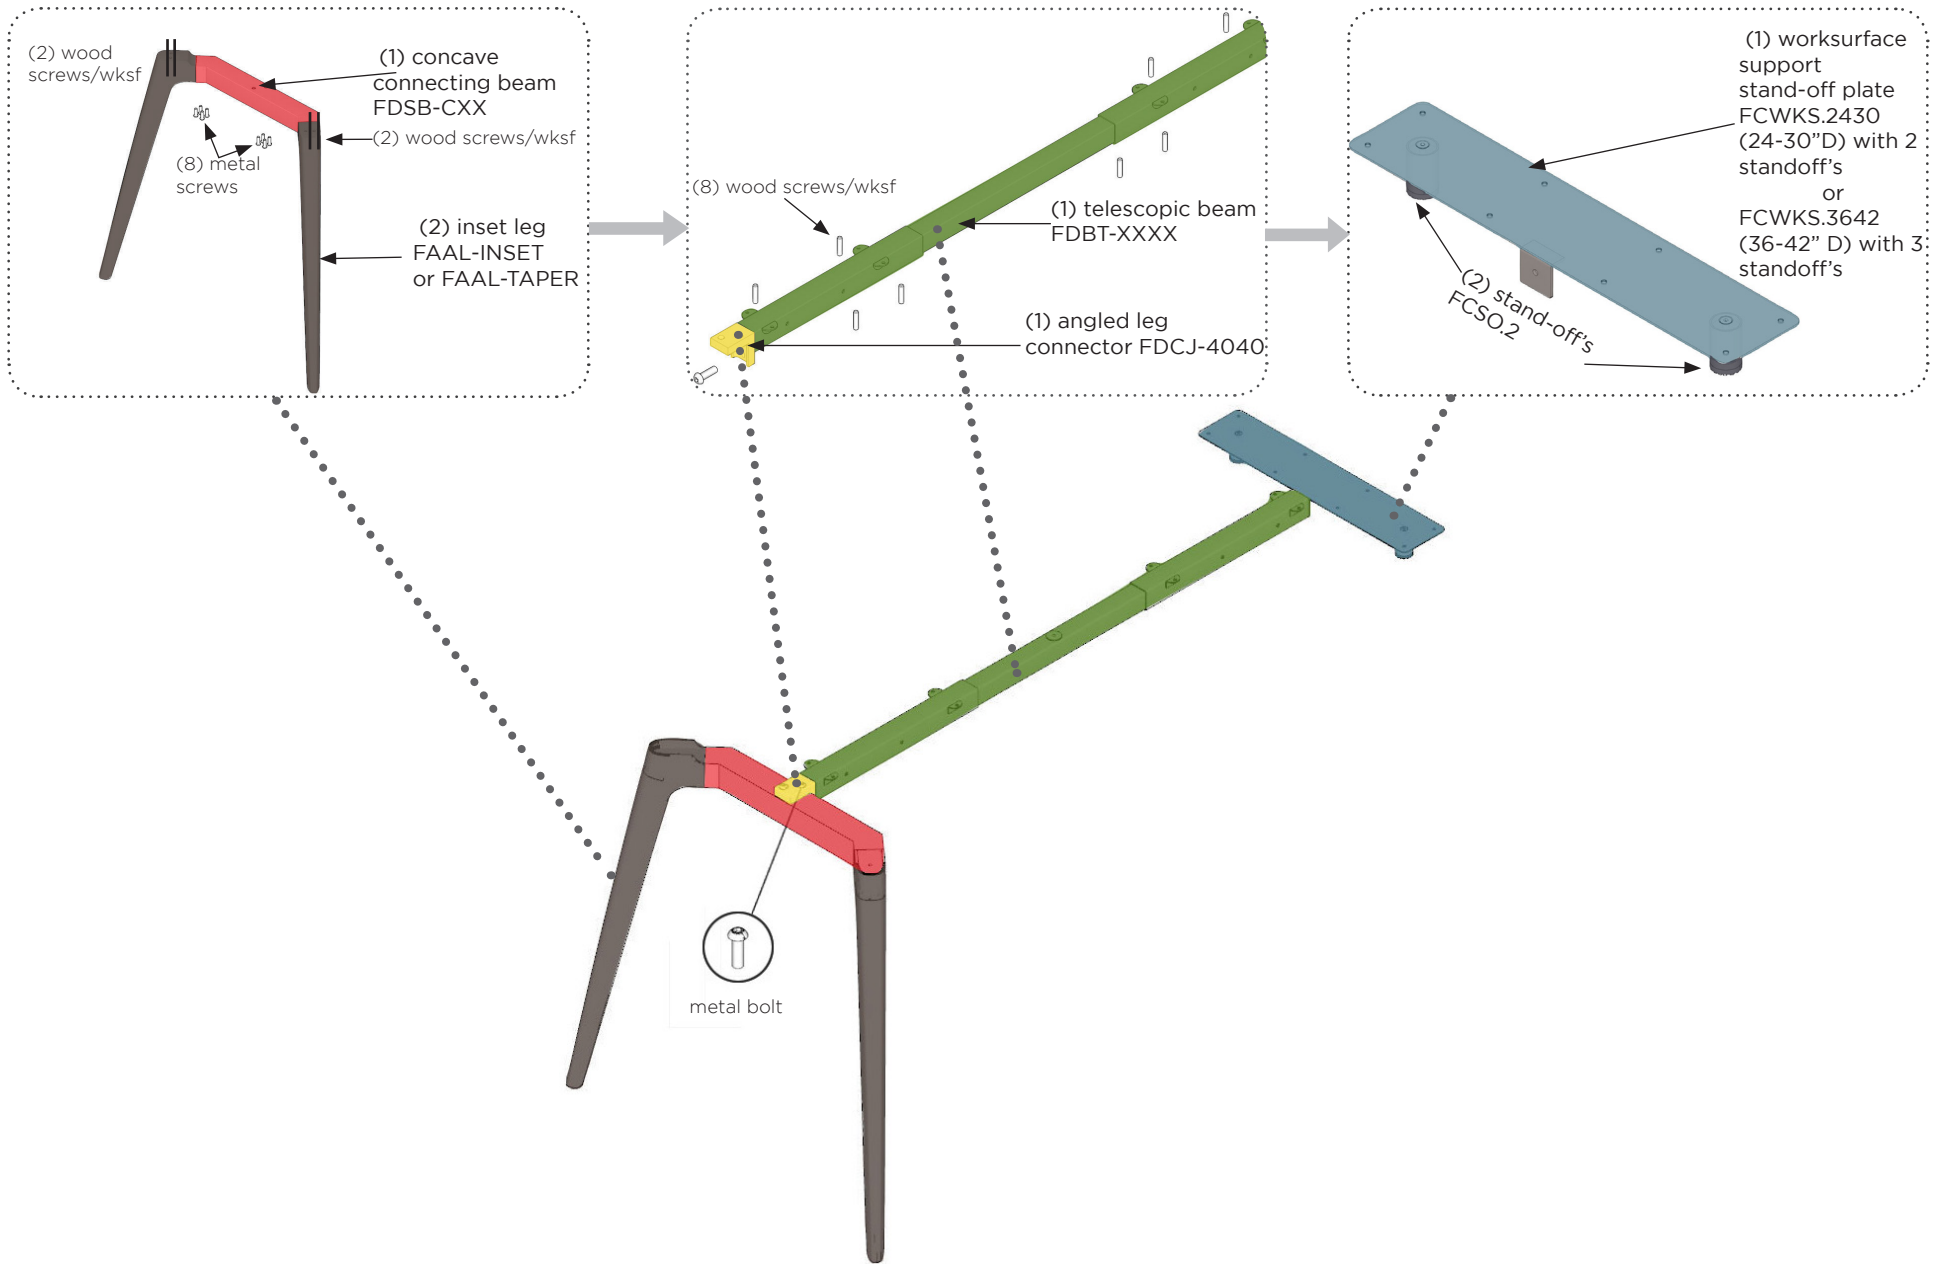 (2) wood
screws/wksf
(1) concave
connecting beam
FDSB-CXX
(2) wood screws/wksf
(8) metal
screws
(2) inset leg
FAAL-INSET
or FAAL-TAPER
(8) wood screws/wksf
(1) telescopic beam
FDBT-XXXX
(1) angled leg
connector FDCJ-4040
(1) worksurface
support
stand-off plate
FCWKS.2430
(24-30”D) with 2
standoff’s
or
FCWKS.3642
(36-42” D) with 3
standoff’s
(2) stand-off’s
FCSO.2
metal bolt